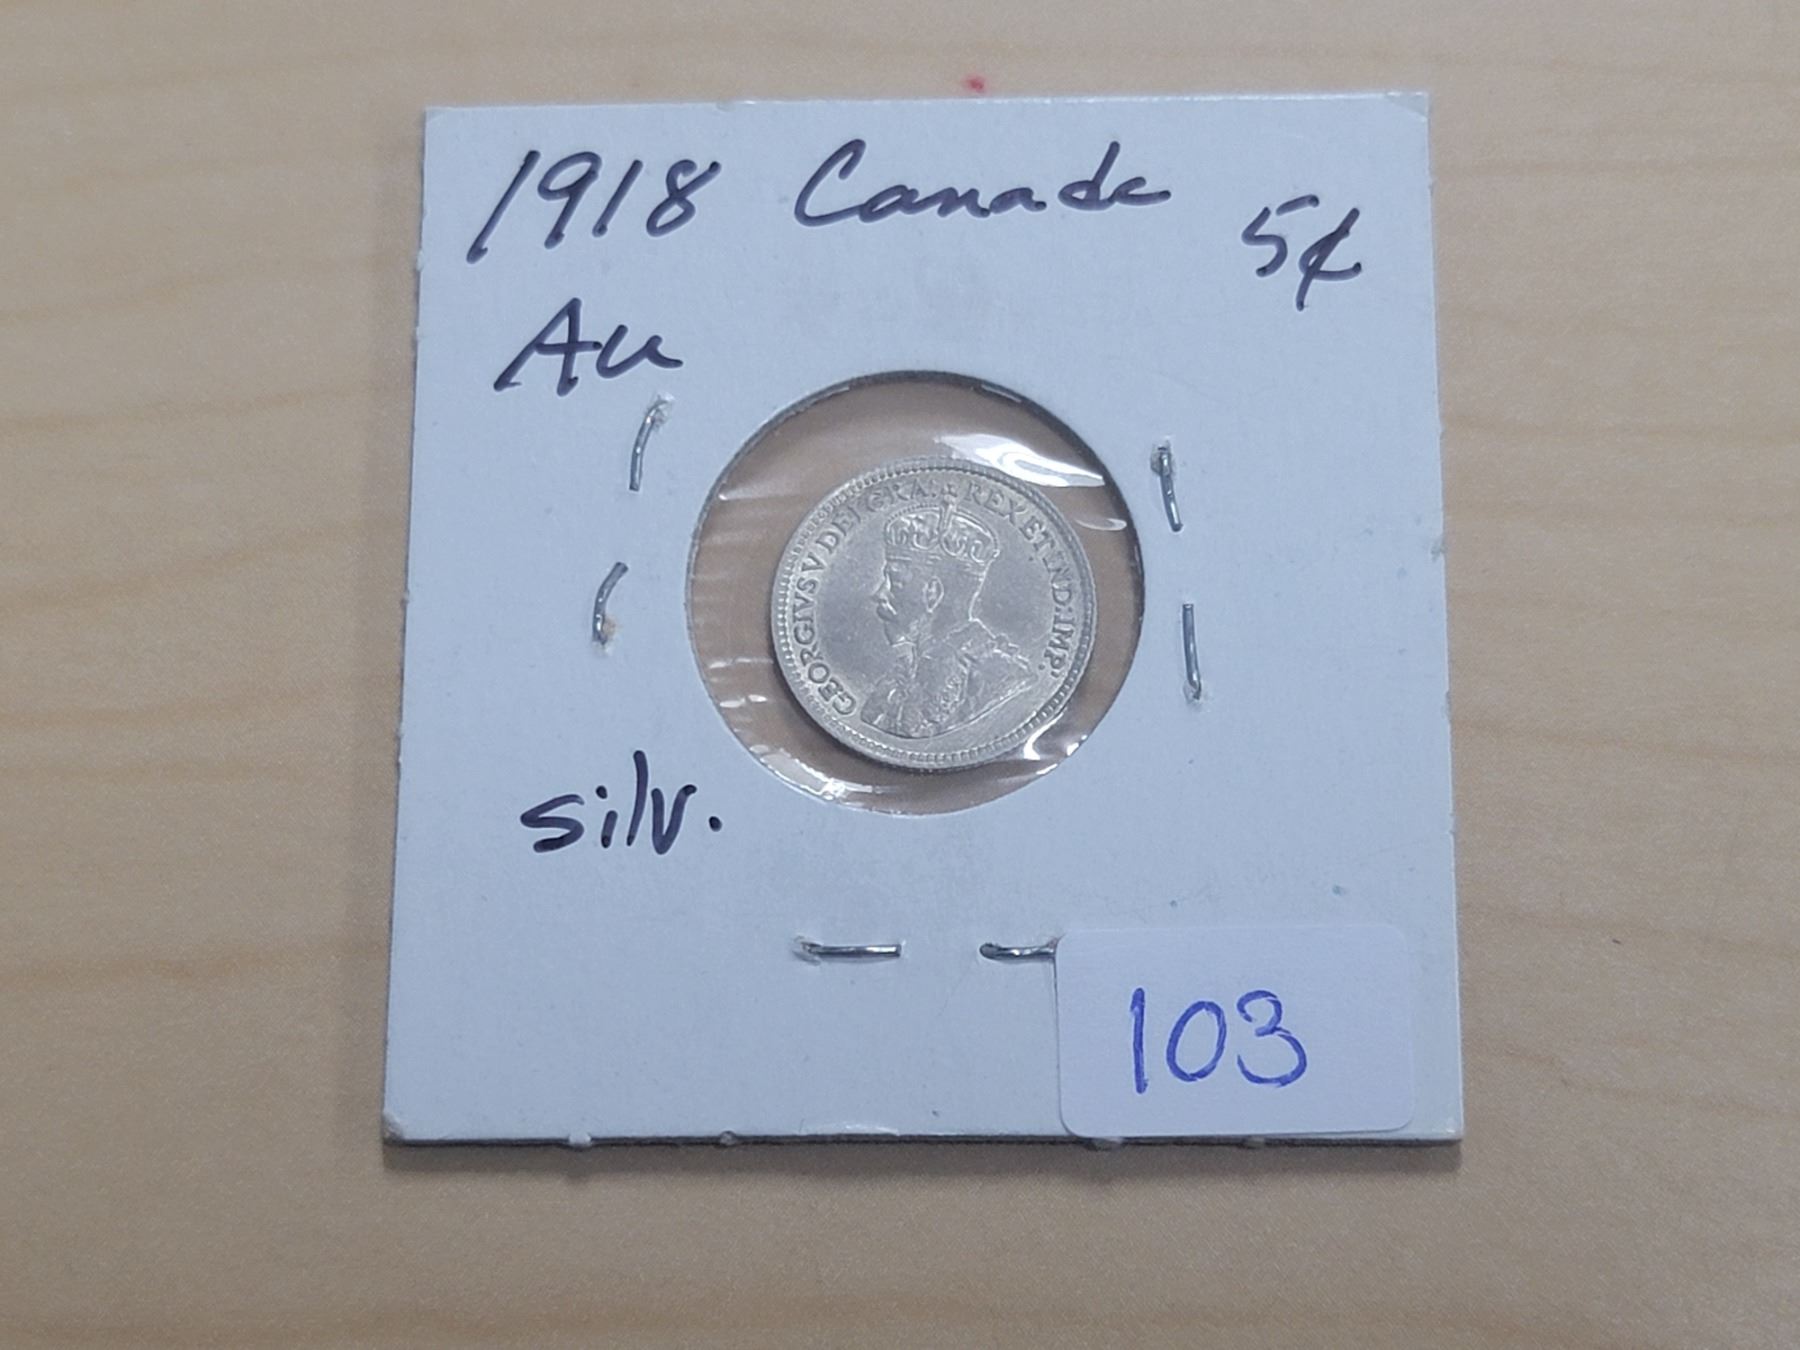 1918 Canada 5¢
Au
GEORGIVS V DEI GRA: REX ET IND: IMP:
silv.
103